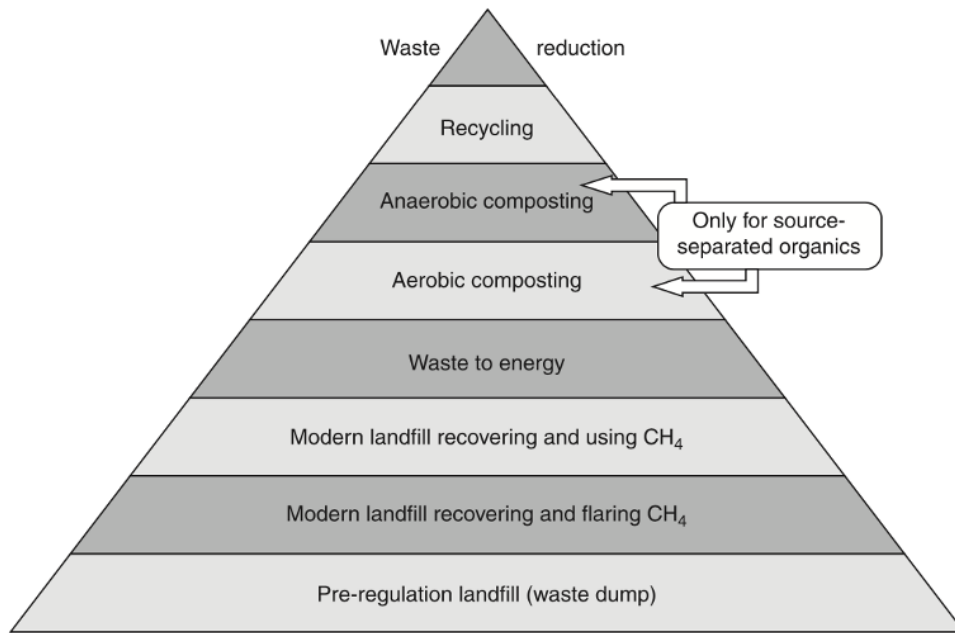 Waste reduction
Recycling
Anaerobic composting
Only for source-
separated organics
Aerobic composting
Waste to energy
Modern landfill recovering and using CH₄
Modern landfill recovering and flaring CH₄
Pre-regulation landfill (waste dump)